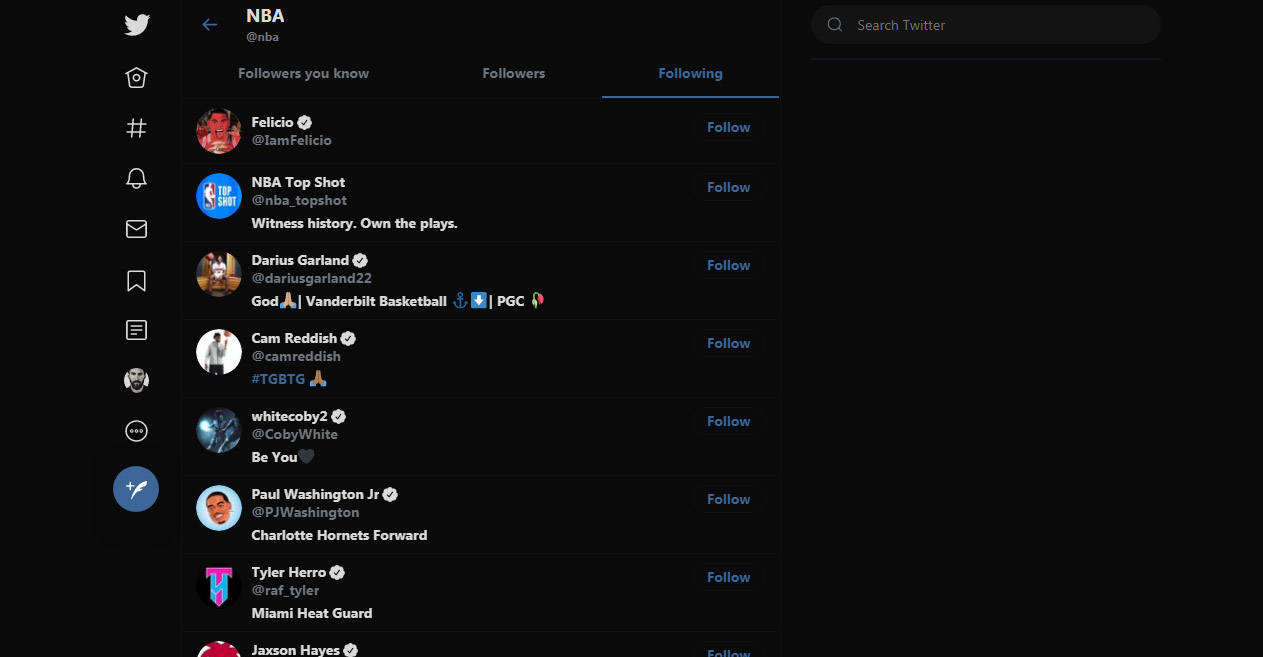 NBA
@nba
Search Twitter
Followers you know
Followers
Following
Felicio
@IamFelicio
Follow
TOP
SHOT
NBA Top Shot
@nba_topshot
Witness history. Own the plays.
Follow
Darius Garland
@dariusgarland22
God🙏🏽| Vanderbilt Basketball ⚓⬇️| PGC 🥀
Follow
Cam Reddish
@camreddish
#TGBTG 🙏🏽
Follow
whitecoby2
@CobyWhite
Be You🖤
Follow
Paul Washington Jr
@PJWashington
Charlotte Hornets Forward
Follow
Tyler Herro
@raf_tyler
Miami Heat Guard
Follow
Jaxson Hayes
Follow